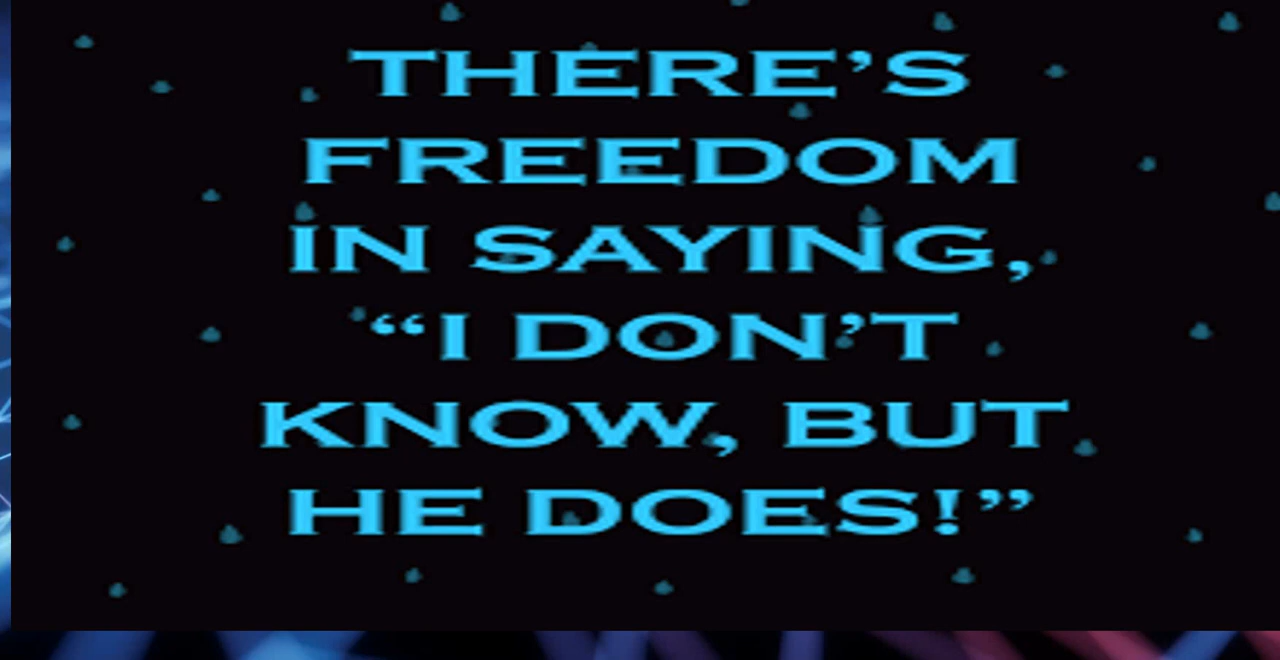 THERE’S
FREEDOM
IN SAYING,
“I DON’T
KNOW, BUT
HE DOES!”